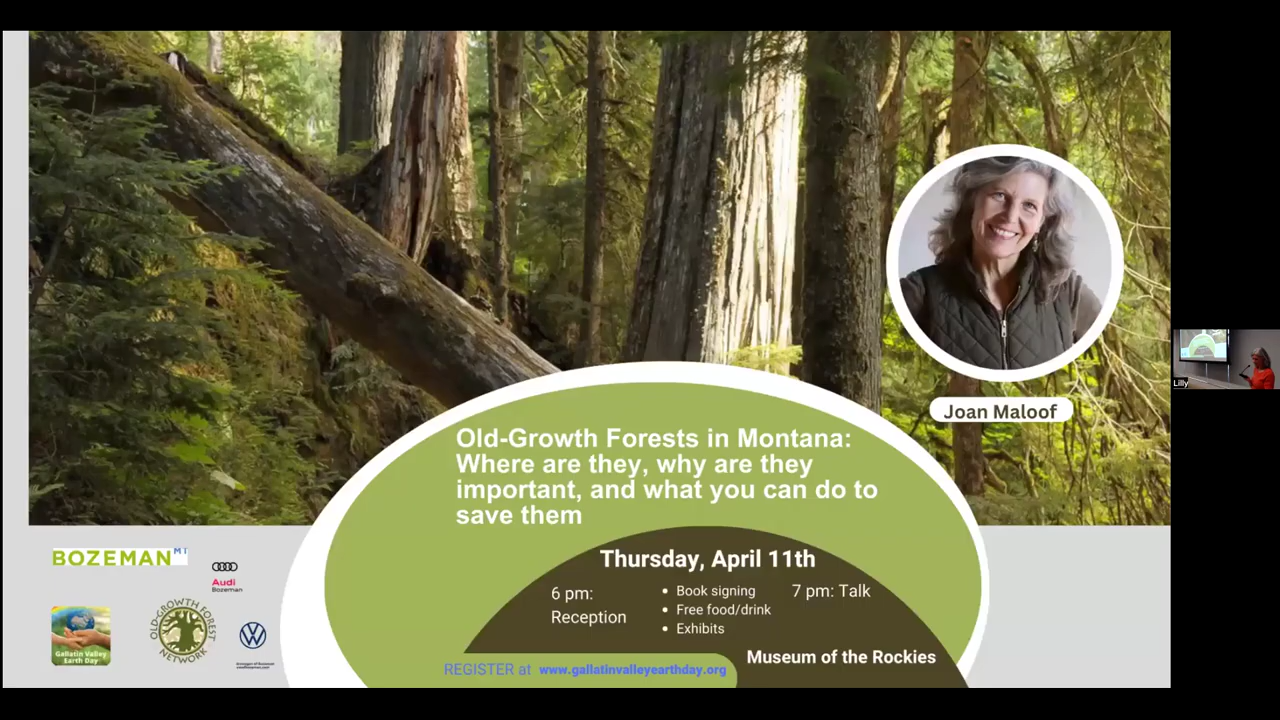 Joan Maloof
Lilly
Old-Growth Forests in Montana:
Where are they, why are they
important, and what you can do to
save them
Thursday, April 11th
6 pm:
Reception
• Book signing
• Free food/drink
• Exhibits
7 pm: Talk
Museum of the Rockies
REGISTER at www.gallatinvalleyearthday.org
BOZEMAN MT
Audi
Bozeman
Gallatin Valley
Earth Day
OLD-GROWTH FOREST
NETWORK